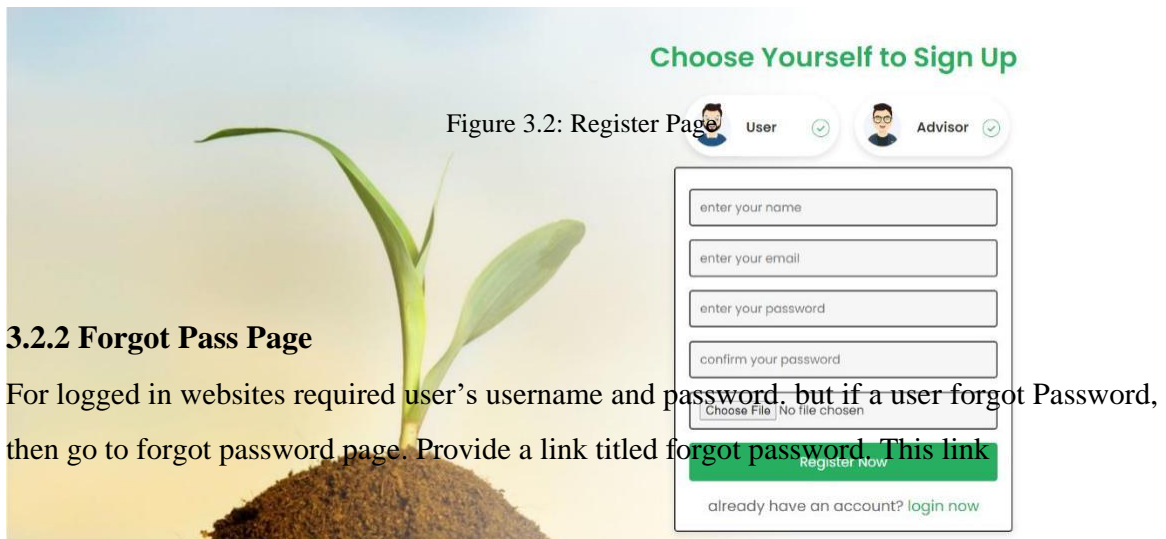 Choose Yourself to Sign Up
Figure 3.2: Register Page
User
Advisor
enter your name
enter your email
enter your password
confirm your password
3.2.2 Forgot Pass Page
For logged in websites required user’s username and password. but if a user forgot Password,
Choose File No file chosen
then go to forgot password page. Provide a link titled forgot password. This link
Register Now
already have an account? login now